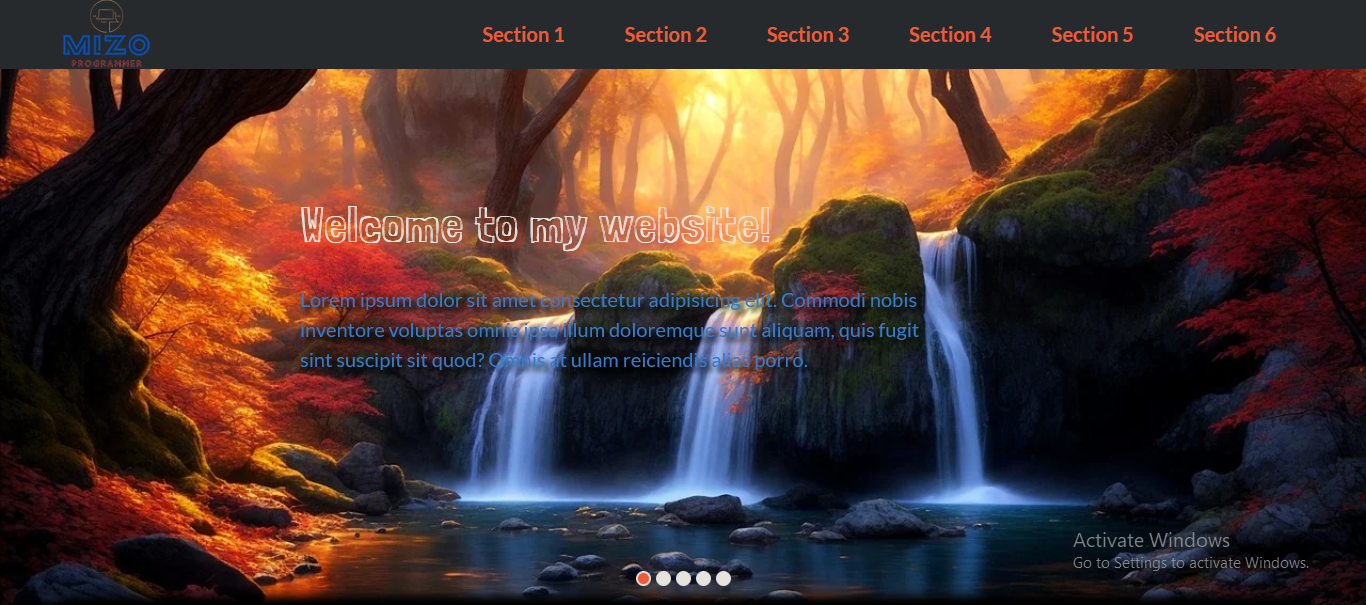 MIZO
PROGRAMMER
Section 1 Section 2 Section 3 Section 4 Section 5 Section 6
Welcome to my website!
Lorem ipsum dolor sit amet consectetur adipisicing elit. Commodi nobis
inventore voluptas omnis ipsa illum doloremque sunt aliquam, quis fugit
sint suscipit sit quod? Omnis at ullam reiciendis alias porro.
Activate Windows
Go to Settings to activate Windows.